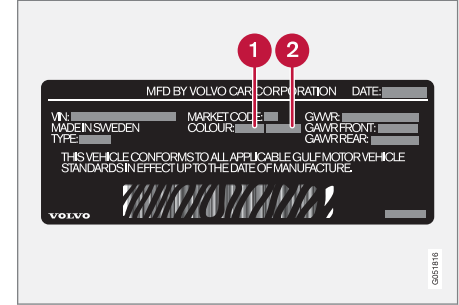 1 2
MFD BY VOLVO CAR CORPORATION DATE:
VIN: MARKET CODE: GVWR:
MADE IN SWEDEN COLOUR: GAWR FRONT:
TYPE: GAWR REAR:
THIS VEHICLE CONFORMS TO ALL APPLICABLE GULF MOTOR VEHICLE
STANDARDS IN EFFECT UP TO THE DATE OF MANUFACTURE.
VOLVO
G051816